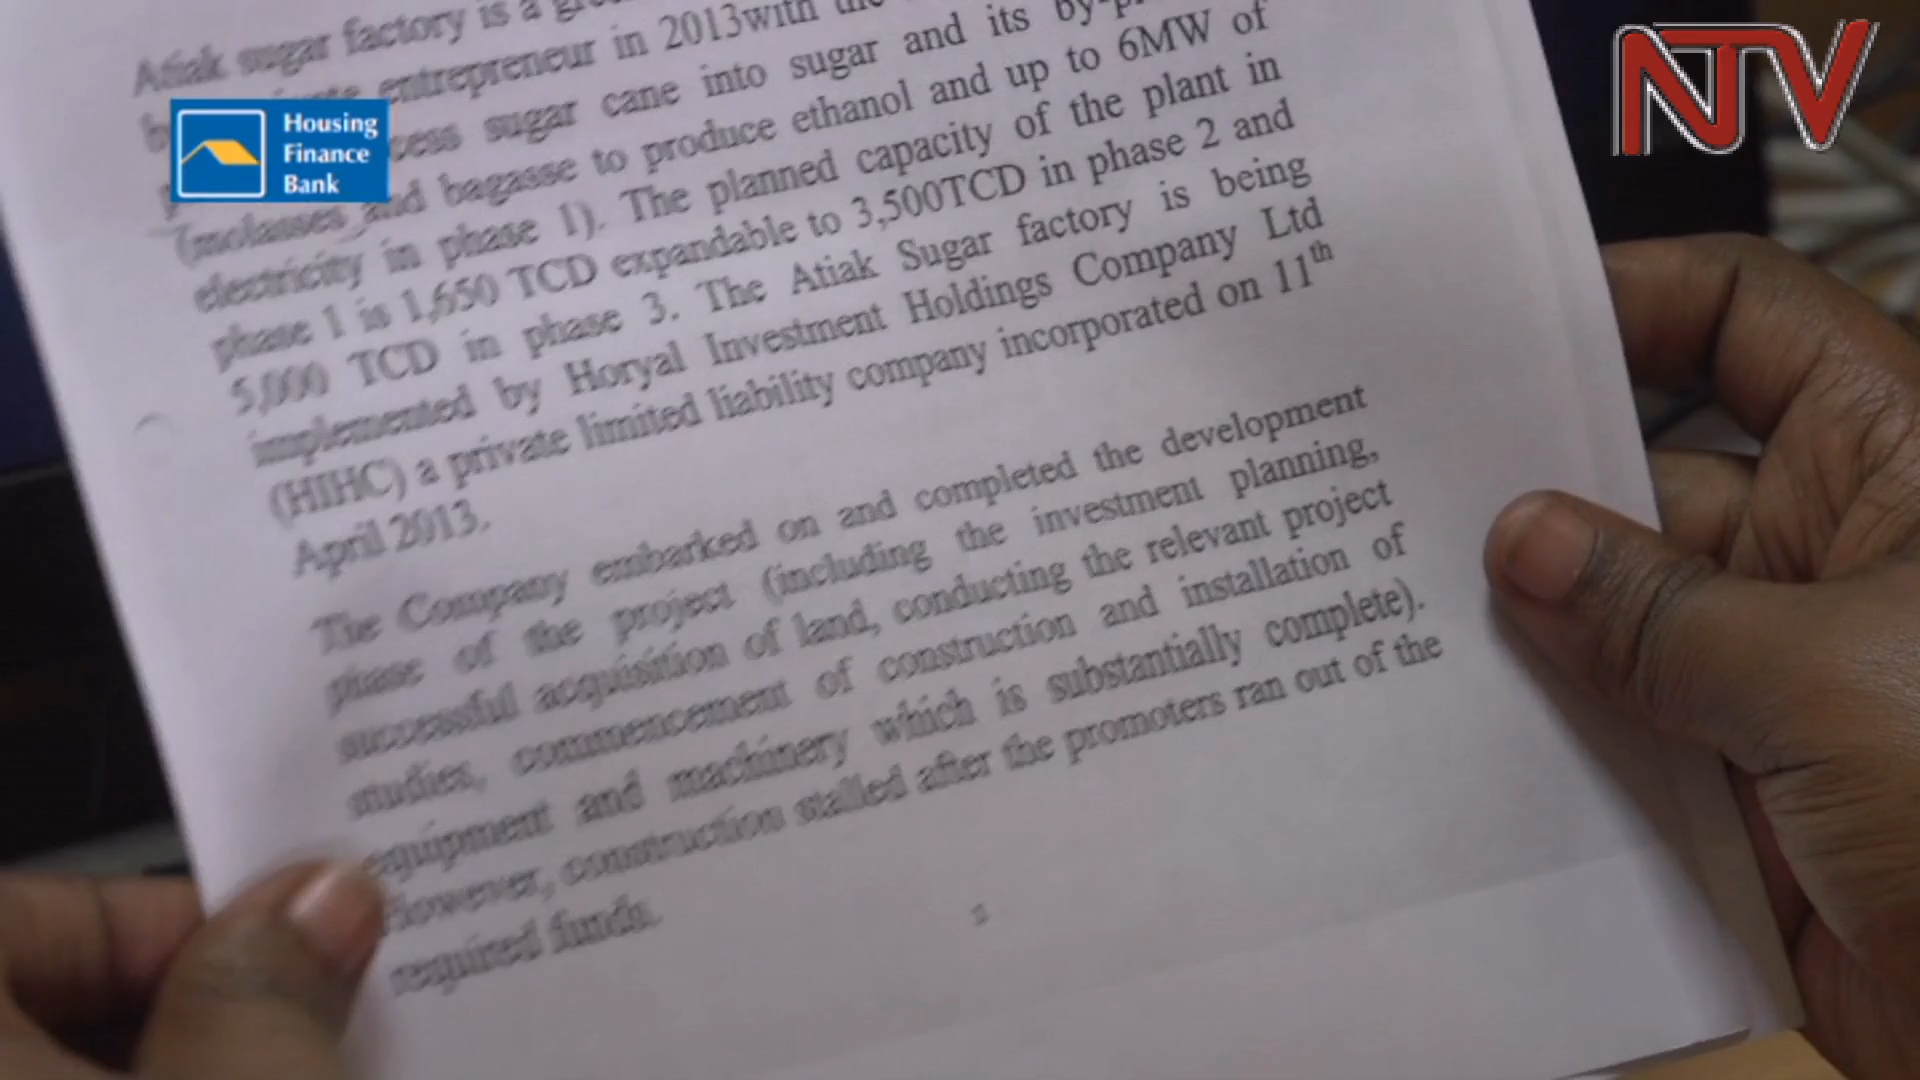 Atiak sugar factory is a
entrepreneur in 2013with the
cess sugar cane into sugar and its
(molasses and bagasse to produce ethanol and up to 6MW of
electricity in phase 1). The planned capacity of the plant in
phase 1 is 1,650 TCD expandable to 3,500TCD in phase 2 and
5,000 TCD in phase 3. The Atiak Sugar factory is being
implemented by Horyal Investment Holdings Company Ltd
(HIHC) a private limited liability company incorporated on 11th
April 2013.
The Company embarked on and completed the development
phase of the project (including the investment planning,
successful acquisition of land, conducting the relevant project
studies, commencement of construction and installation of
equipment and machinery which is substantially complete).
However, construction stalled after the promoters ran out of the
required funds.
Housing
Finance
Bank
NTV